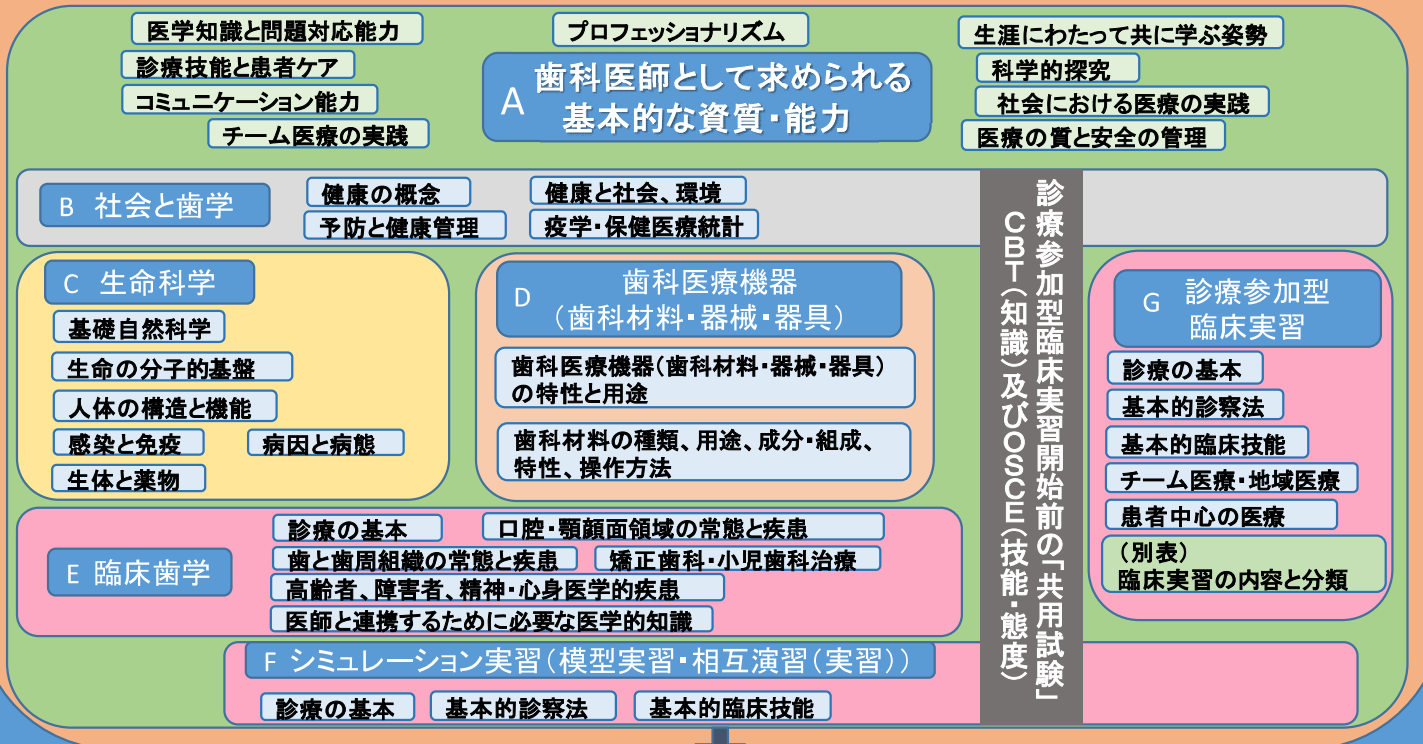 医学知識と問題対応能力
診療技能と患者ケア
コミュニケーション能力
チーム医療の実践
プロフェッショナリズム
A 歯科医師として求められる
基本的な資質・能力
生涯にわたって共に学ぶ姿勢
科学的探究
社会における医療の実践
医療の質と安全の管理
B 社会と歯学
健康の概念
健康と社会、環境
予防と健康管理
疫学・保健医療統計
C 生命科学
基礎自然科学
生命の分子的基盤
人体の構造と機能
感染と免疫
病因と病態
生体と薬物
D 歯科医療機器
（歯科材料・器械・器具）
歯科医療機器（歯科材料・器械・器具）
の特性と用途
歯科材料の種類、用途、成分・組成、
特性、操作方法
E 臨床歯学
診療の基本
口腔・顎顔面領域の常態と疾患
歯と歯周組織の常態と疾患
矯正歯科・小児歯科治療
高齢者、障害者、精神・心身医学的疾患
医師と連携するために必要な医学的知識
F シミュレーション実習（模型実習・相互演習（実習））
診療の基本
基本的診察法
基本的臨床技能
診療参加型臨床実習開始前の「共用試験」
CBT（知識）及びOSCE（技能・態度）
G 診療参加型
臨床実習
診療の基本
基本的診察法
基本的臨床技能
チーム医療・地域医療
患者中心の医療
（別表）
臨床実習の内容と分類